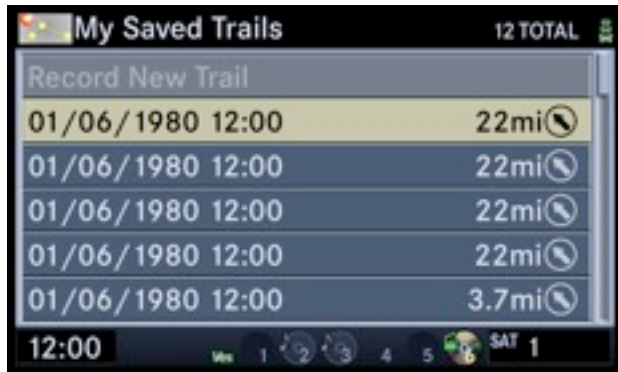 My Saved Trails 12 TOTAL
Record New Trail
01/06/1980 12:00 22mi
01/06/1980 12:00 22mi
01/06/1980 12:00 22mi
01/06/1980 12:00 22mi
01/06/1980 12:00 3.7mi
12:00 Ves 1 2 3 4 5 6 SAT 1